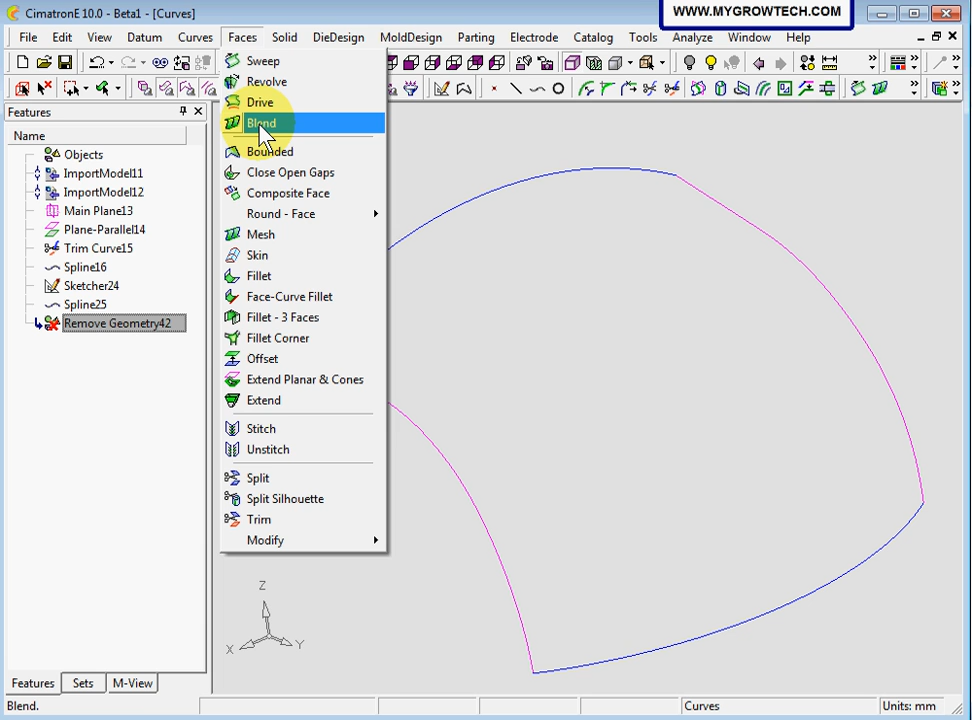 CimatronE 10.0 - Beta1 - [Curves]
WWW.MYGROWTECH.COM
File Edit View Datum Curves Faces Solid DieDesign MoldDesign Parting Electrode Catalog Tools Analyze Window Help
Features
Name
Objects
ImportModel11
ImportModel12
Main Plane13
Plane-Parallel14
Trim Curve15
Spline16
Sketcher24
Spline25
Remove Geometry42
Sweep
Revolve
Drive
Blend
Bounded
Close Open Gaps
Composite Face
Round - Face
Mesh
Skin
Fillet
Face-Curve Fillet
Fillet - 3 Faces
Fillet Corner
Offset
Extend Planar & Cones
Extend
Stitch
Unstitch
Split
Split Silhouette
Trim
Modify
Z
X
Y
Features Sets M-View
Blend.
Curves
Units: mm